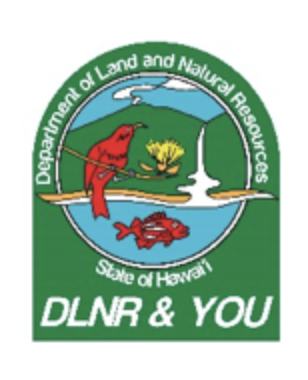 Department of Land and Natural Resources
State of Hawai'i
DLNR & YOU